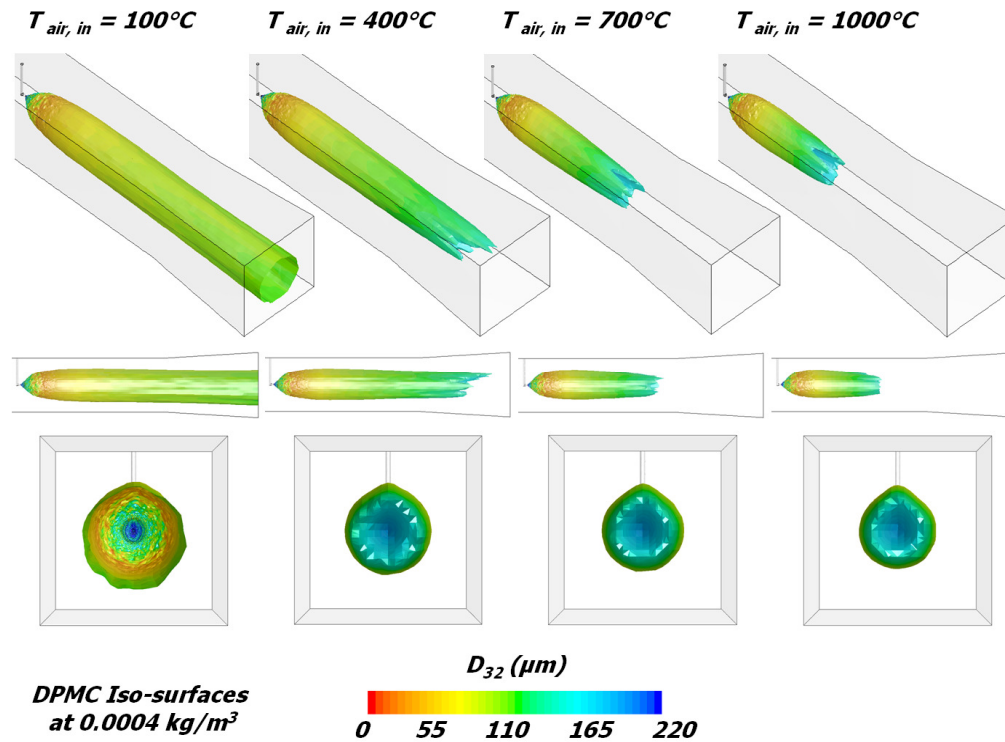 T air, in = 100°C
T air, in = 400°C
T air, in = 700°C
T air, in = 1000°C
D32 (μm)
DPMC Iso-surfaces
at 0.0004 kg/m3
0 55 110 165 220